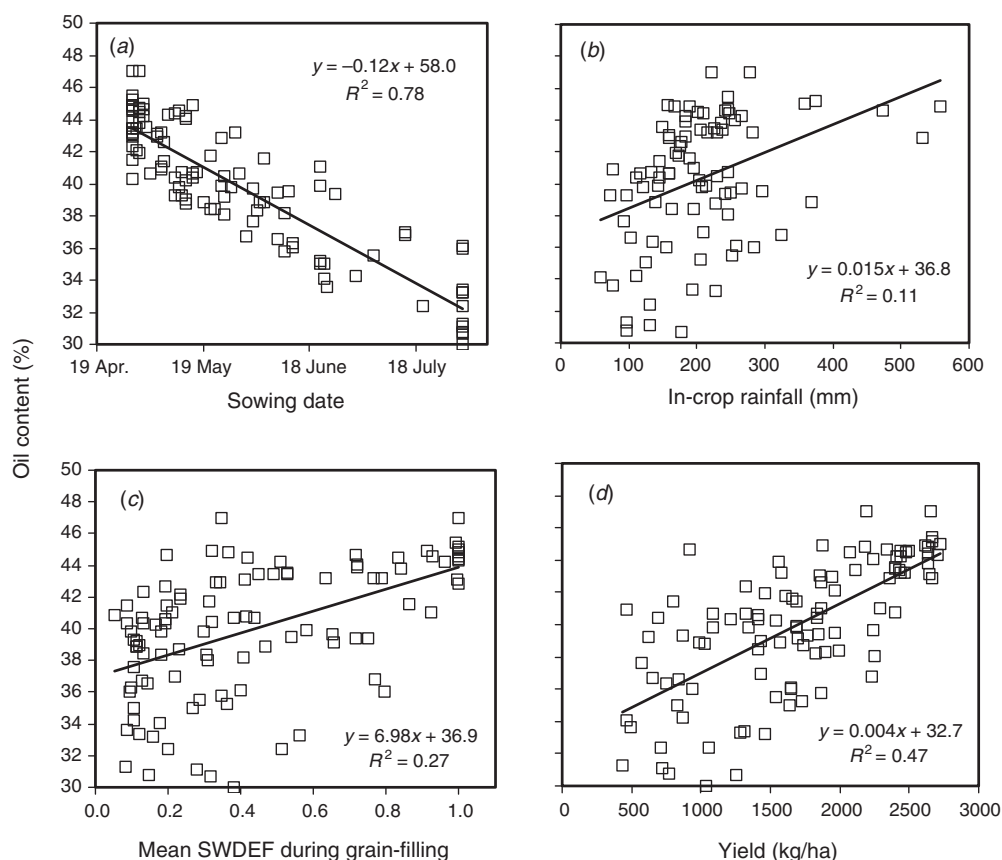 Oil content (%)
50
48
46
44
42
40
38
36
34
32
30
(a)
y = –0.12x + 58.0
R² = 0.78
19 Apr.
19 May
18 June
18 July
Sowing date
(b)
y = 0.015x + 36.8
R² = 0.11
0
100
200
300
400
500
600
In-crop rainfall (mm)
50
48
46
44
42
40
38
36
34
32
30
(c)
y = 6.98x + 36.9
R² = 0.27
0.0
0.2
0.4
0.6
0.8
1.0
Mean SWDEF during grain-filling
(d)
y = 0.004x + 32.7
R² = 0.47
0
500
1000
1500
2000
2500
3000
Yield (kg/ha)